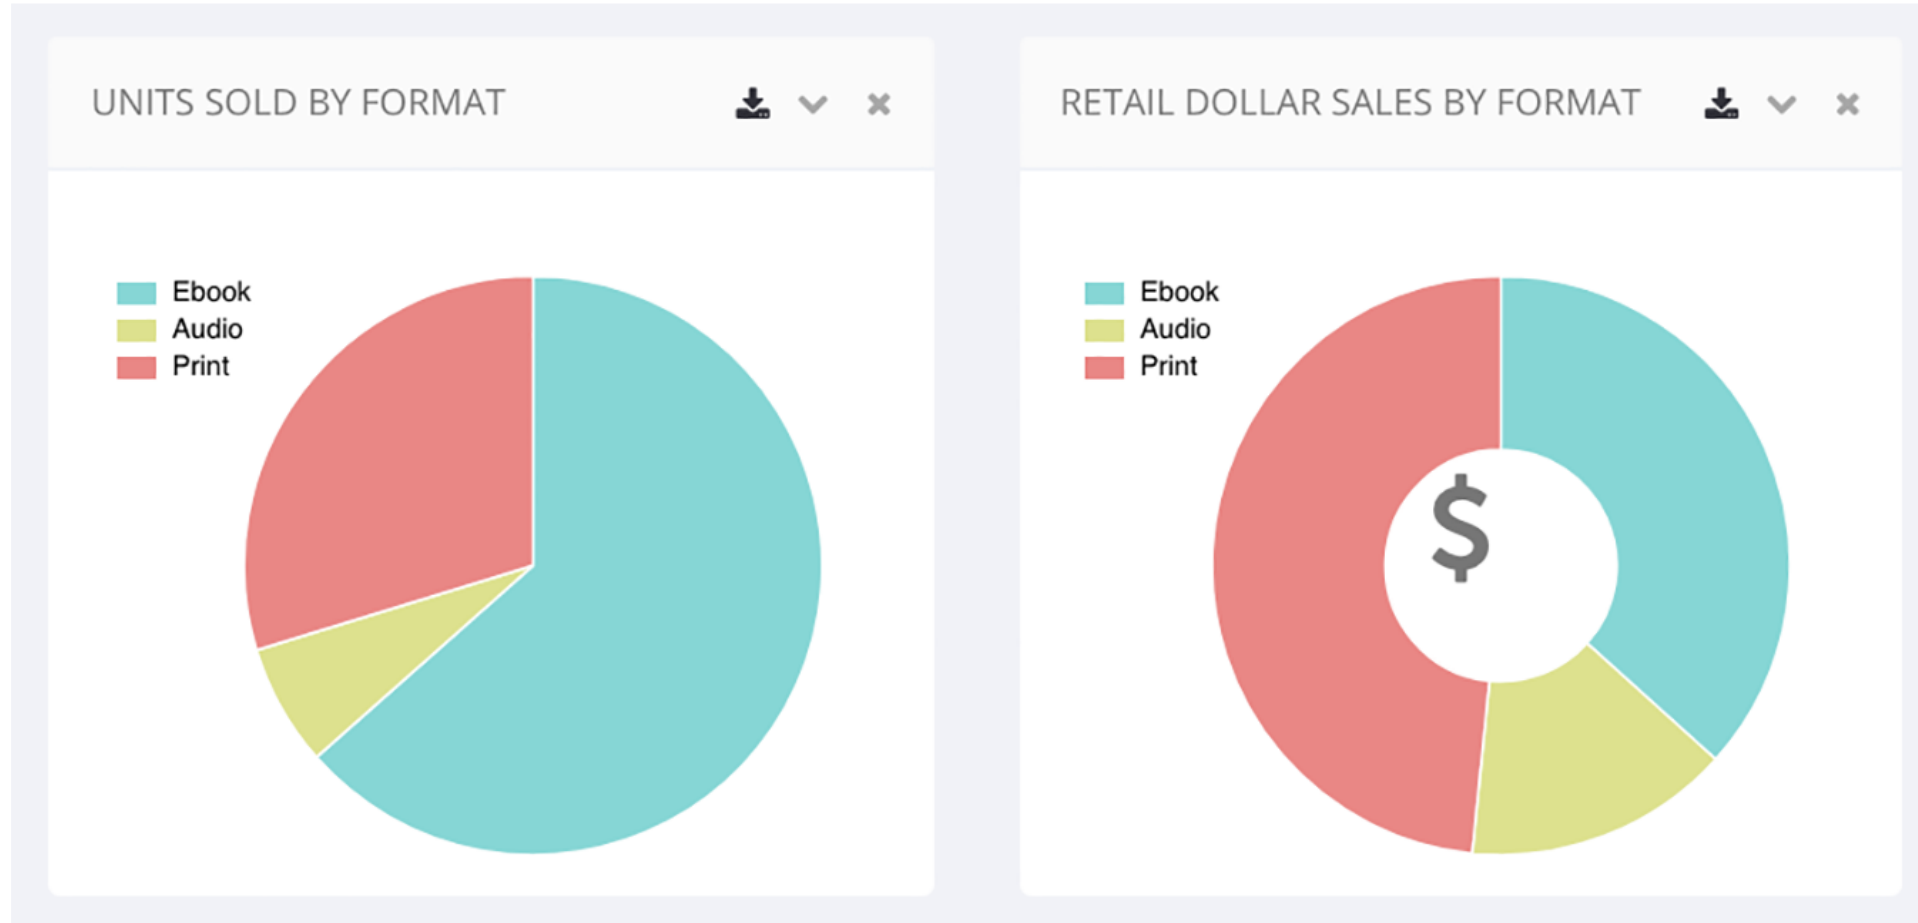 UNITS SOLD BY FORMAT
Ebook
Audio
Print
RETAIL DOLLAR SALES BY FORMAT
Ebook
Audio
Print
$